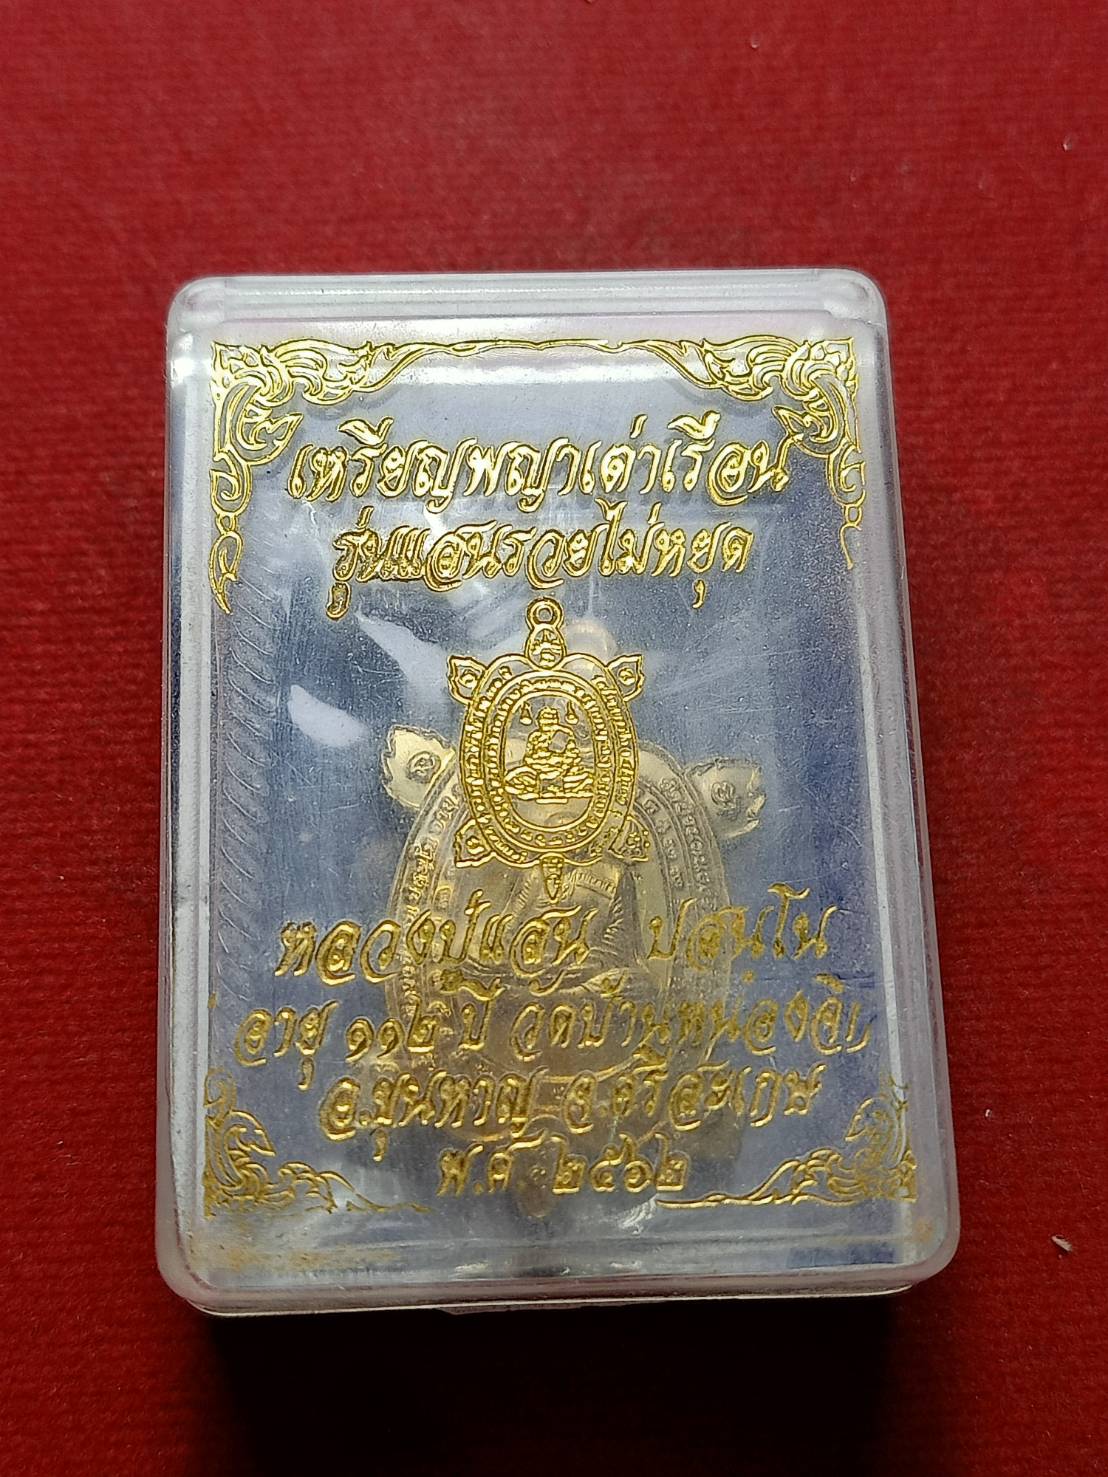 เหรียญพญาเต่าเรือน
รุ่นแสนรวยไม่หยุด
หลวงปู่แสน ปสนโน
อายุ ๑๑๒ ปี วัดบ้านหนองจิก
อ.ขุนหาญ จ.ศรีสะเกษ
พ.ศ. ๒๕๖๒